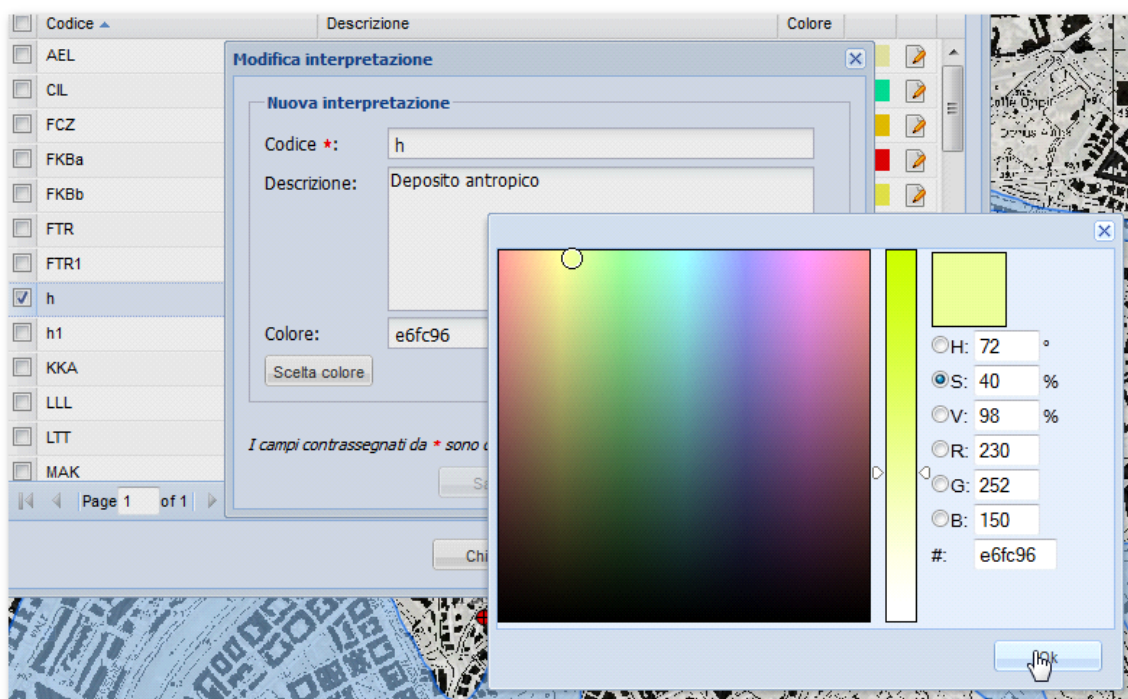 Codice Descrizione Colore
AEL
CIL
FCZ
FKBa
FKBb
FTR
FTR1
h
h1
KKA
LLL
LTT
MAK
Page 1 of 1
Modifica interpretazione
Nuova interpretazione
Codice *: h
Descrizione: Deposito antropico
Colore: e6fc96
Scelta colore
I campi contrassegnati da * sono
Chi
H: 72 °
S: 40 %
V: 98 %
R: 230
G: 252
B: 150
#: e6fc96
Ok